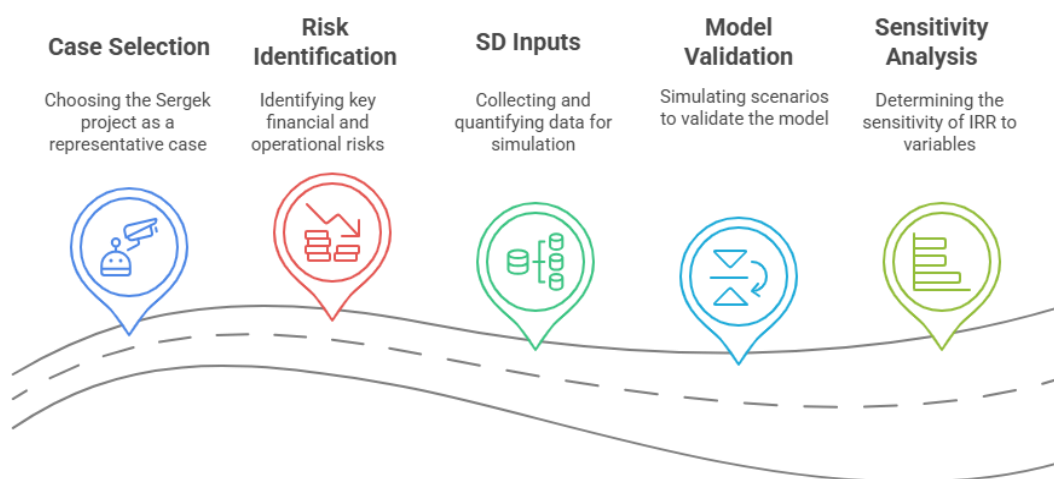 Case Selection
Choosing the Sergek
project as a
representative case
Risk
Identification
Identifying key
financial and
operational risks
SD Inputs
Collecting and
quantifying data for
simulation
Model
Validation
Simulating scenarios
to validate the model
Sensitivity
Analysis
Determining the
sensitivity of IRR to
variables